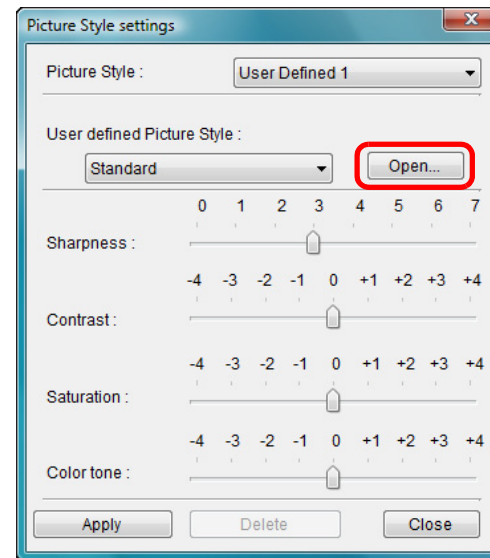 Picture Style settings
Picture Style : User Defined 1
User defined Picture Style :
Standard Open...
0 1 2 3 4 5 6 7
Sharpness :
-4 -3 -2 -1 0 +1 +2 +3 +4
Contrast :
-4 -3 -2 -1 0 +1 +2 +3 +4
Saturation :
-4 -3 -2 -1 0 +1 +2 +3 +4
Color tone :
Apply Delete Close